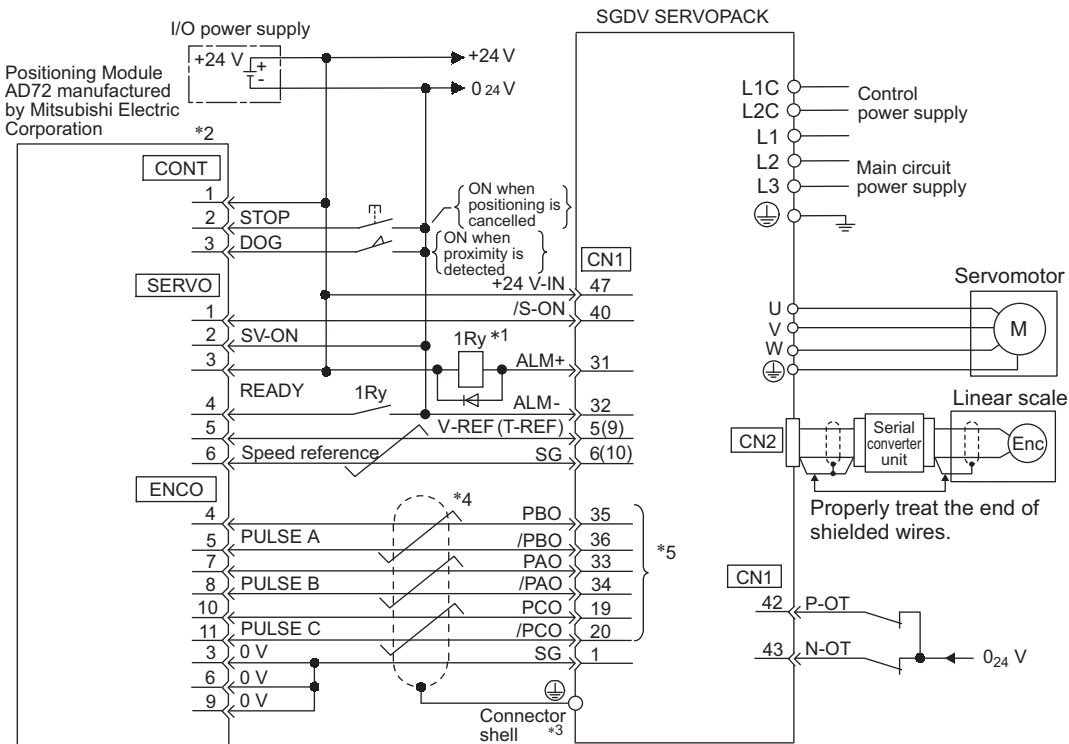 SGDV SERVOPACK
I/O power supply
+24 V
+
-
+24 V
0 24 V
Positioning Module
AD72 manufactured
by Mitsubishi Electric
Corporation
*2
CONT
1
2 STOP
3 DOG
ON when
positioning is
cancelled
ON when
proximity is
detected
SERVO
1
2 SV-ON
3
READY
4
5
6 Speed reference
1Ry *1
1Ry
CN1
+24 V-IN 47
/S-ON 40
ALM+ 31
ALM- 32
V-REF (T-REF) 5(9)
SG 6(10)
ENCO
4
5 PULSE A
7
8 PULSE B
10
11 PULSE C
3 0 V
6 0 V
9 0 V
*4
PBO 35
/PBO 36
PAO 33
/PAO 34
PCO 19
/PCO 20
SG 1
*5
Connector
shell *3
L1C
L2C
Control
power supply
L1
L2
L3
Main circuit
power supply
Servomotor
U
V
W
M
Linear scale
CN2
Serial
converter
unit
Enc
Properly treat the end of
shielded wires.
CN1
42 P-OT
43 N-OT
024 V